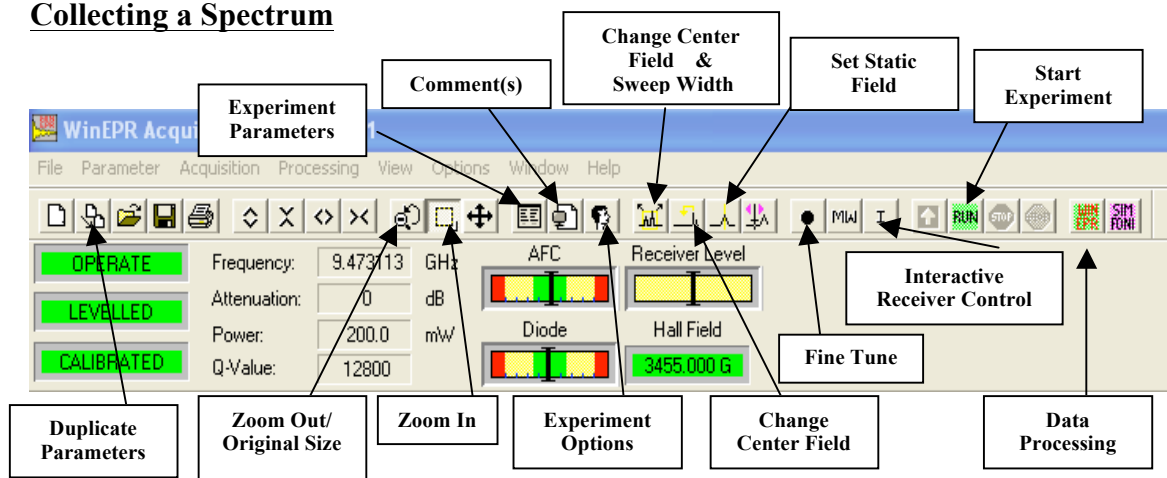 Collecting a Spectrum
Change Center
Field &
Sweep Width
Set Static
Field
Start
Experiment
Comment(s)
Experiment
Parameters
WinEPR Acqui
File Parameter Acquisition Processing View Options Window Help
MW
I
RUN
STOP
WIN
EPR
SIM
FONI
OPERATE
LEVELLED
CALIBRATED
Frequency: 9.473113 GHz
Attenuation: 0 dB
Power: 200.0 mW
Q-Value: 12800
AFC
Receiver Level
Diode
Hall Field
3455.000 G
Interactive
Receiver Control
Fine Tune
Duplicate
Parameters
Zoom Out/
Original Size
Zoom In
Experiment
Options
Change
Center Field
Data
Processing